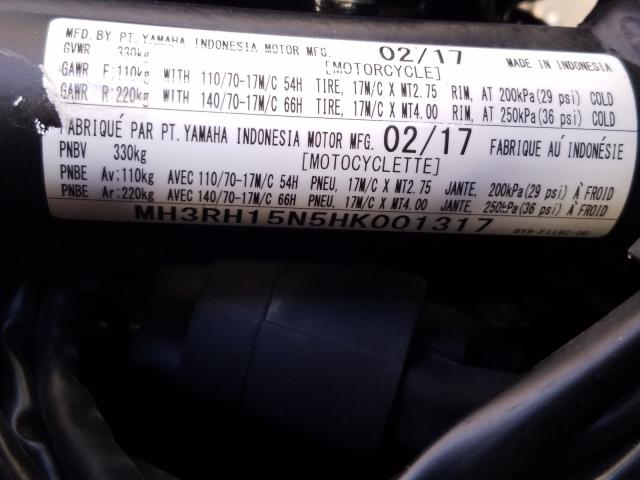 MFD. BY PT. YAMAHA INDONESIA MOTOR MFG. 02/17 MADE IN INDONESIA
GVWR 330kg [MOTORCYCLE]
GAWR F:110kg WITH 110/70-17M/C 54H TIRE, 17M/C X MT2.75 RIM, AT 200kPa(29 psi) COLD
GAWR R:220kg WITH 140/70-17M/C 66H TIRE, 17M/C X MT4.00 RIM, AT 250kPa(36 psi) COLD
FABRIQUÉ PAR PT. YAMAHA INDONESIA MOTOR MFG. 02/17 FABRIQUE AÚ INDONÉSIE
PNBV 330kg [MOTOCYCLETTE]
PNBE Av:110kg AVEC 110/70-17M/C 54H PNEU, 17M/C X MT2.75 JANTE, 200kPa(29 psi) À FROID
PNBE Ar:220kg AVEC 140/70-17M/C 66H PNEU, 17M/C X MT4.00 JANTE, 250kPa(36 psi) À FROID
MH3RH15N5HK001317